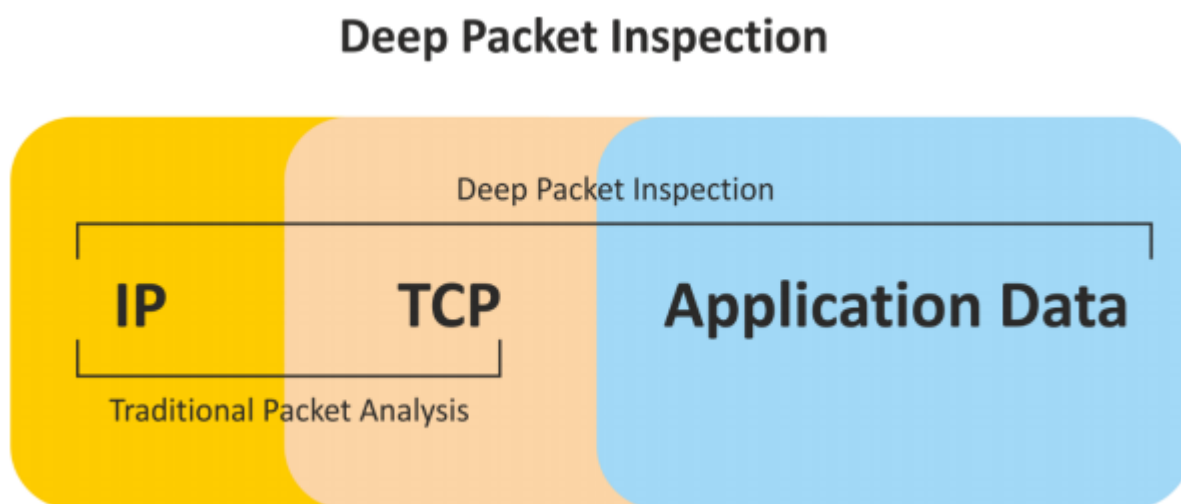 Deep Packet Inspection
Deep Packet Inspection
IP TCP Application Data
Traditional Packet Analysis